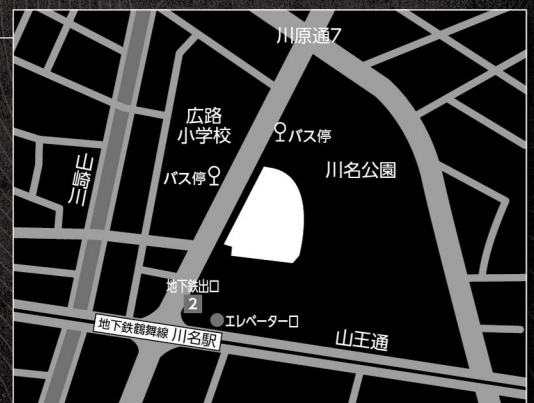 川原通7
広路
小学校
バス停
バス停
川名公園
山崎川
地下鉄出口
2
エレベーター口
地下鉄鶴舞線 川名駅
山王通